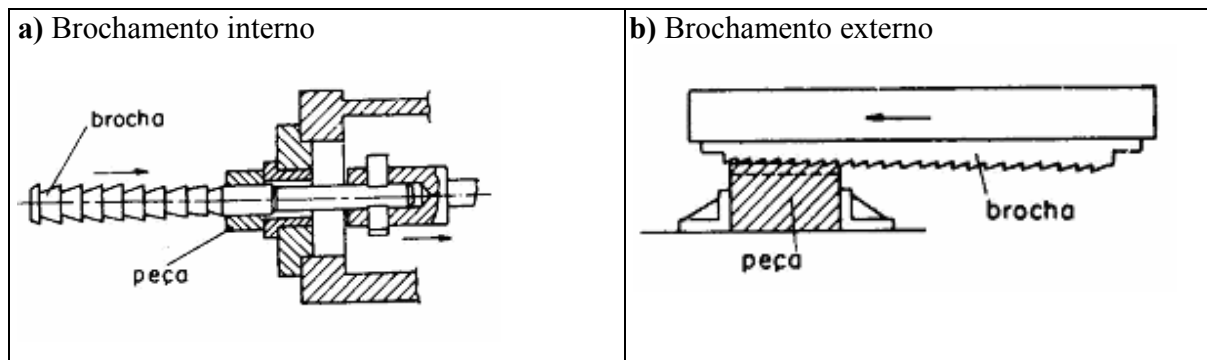 a) Brochamento interno
brocha
peça
b) Brochamento externo
brocha
peça